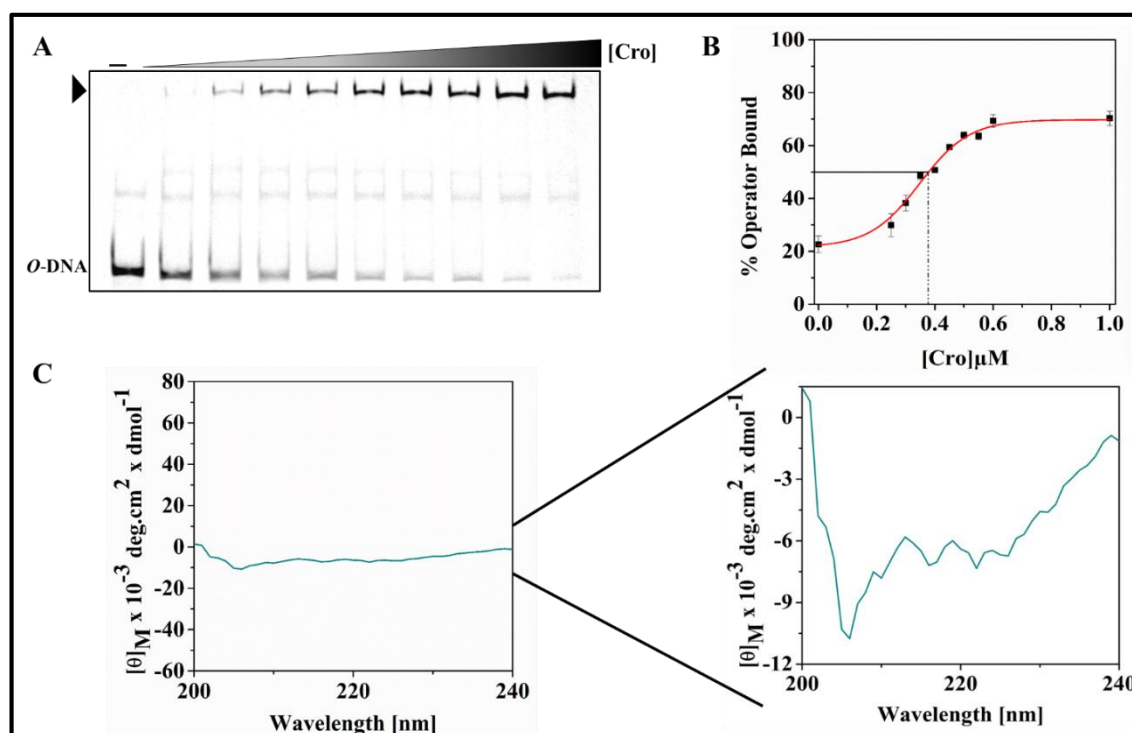 A
[Cro]
–
O-DNA
B
% Operator Bound
100
80
60
40
20
0
0.0 0.2 0.4 0.6 0.8 1.0
[Cro]µM
C
[θ]M x 10⁻³ deg.cm² x dmol⁻¹
80
60
40
20
0
-20
-40
-60
200 220 240
Wavelength [nm]
[θ]M x 10⁻³ deg.cm² x dmol⁻¹
0
-3
-6
-9
-12
200 210 220 230 240
Wavelength [nm]